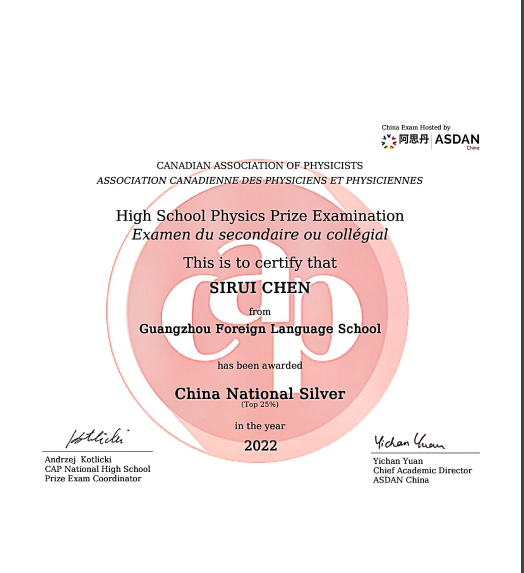 China Exam Hosted by
阿思丹 ASDAN
China
CANADIAN ASSOCIATION OF PHYSICISTS
ASSOCIATION CANADIENNE DES PHYSICIENS ET PHYSICIENNES
High School Physics Prize Examination
Examen du secondaire ou collégial
This is to certify that
SIRUI CHEN
from
Guangzhou Foreign Language School
has been awarded
China National Silver
(Top 25%)
in the year
2022
cap
Kotlicki
Andrzej Kotlicki
CAP National High School
Prize Exam Coordinator
Yichan Yuan
Yichan Yuan
Chief Academic Director
ASDAN China